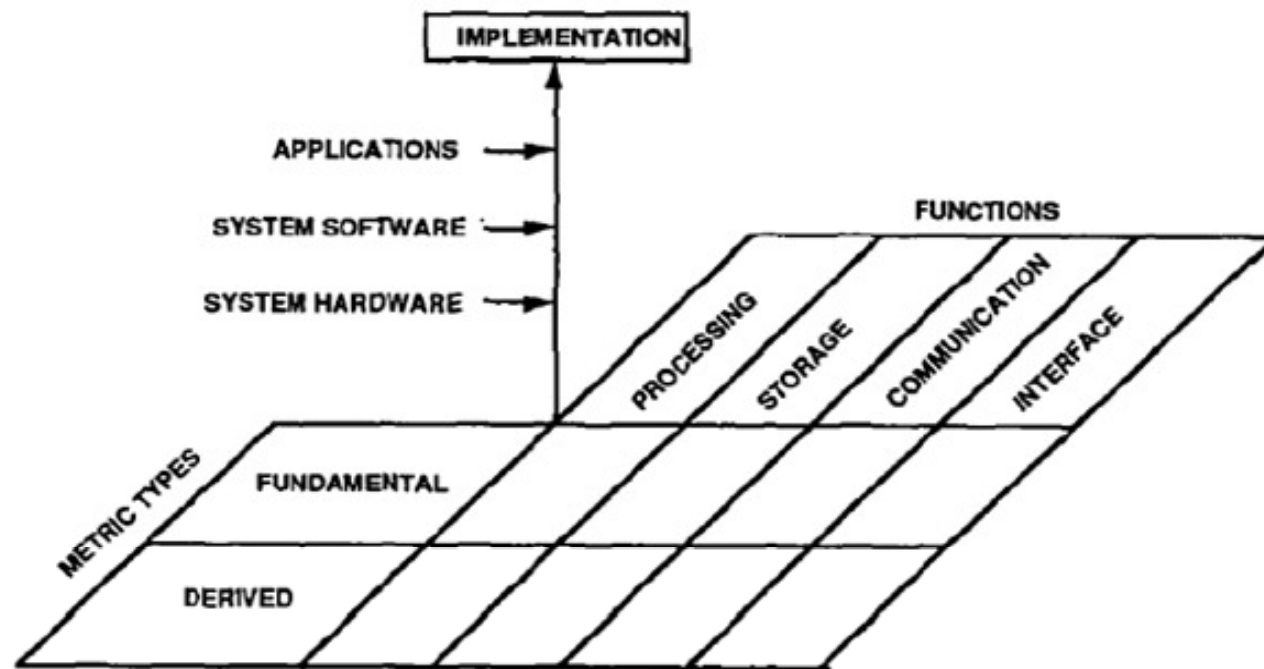 IMPLEMENTATION
APPLICATIONS
SYSTEM SOFTWARE
SYSTEM HARDWARE
FUNCTIONS
PROCESSING
STORAGE
COMMUNICATION
INTERFACE
METRIC TYPES
FUNDAMENTAL
DERIVED